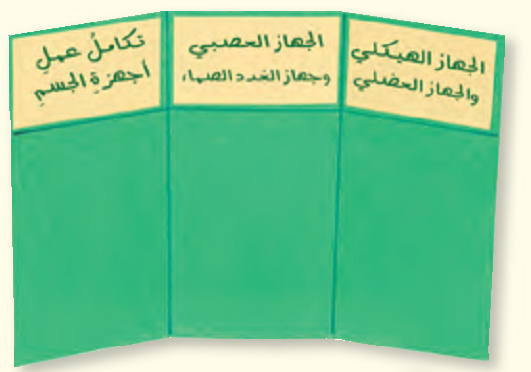 الجهاز الهيكلي
والجهاز العضلي
الجهاز العصبي
وجهاز الغدد الصماء
تكاملُ عملِ
أجهزةِ الجسمِ